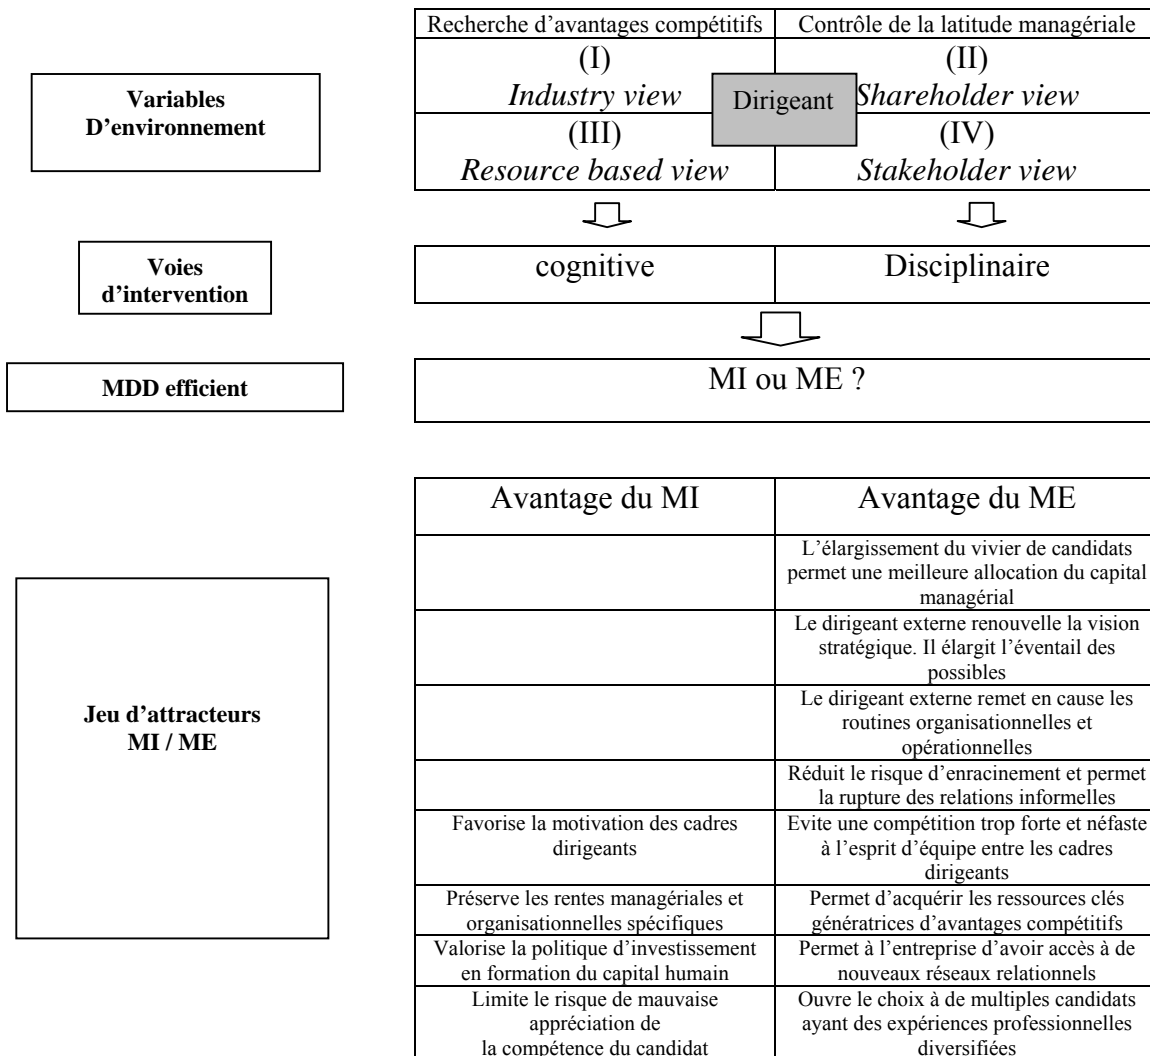 Recherche d’avantages compétitifs
Contrôle de la latitude managériale
Variables
D’environnement
(I)
Industry view
Dirigeant
(II)
Shareholder view
(III)
Resource based view
(IV)
Stakeholder view
Voies
d’intervention
cognitive
Disciplinaire
MDD efficient
MI ou ME ?
Jeu d’attracteurs
MI / ME
Avantage du MI
Avantage du ME
L’élargissement du vivier de candidats
permet une meilleure allocation du capital
managérial
Le dirigeant externe renouvelle la vision
stratégique. Il élargit l’éventail des
possibles
Le dirigeant externe remet en cause les
routines organisationnelles et
opérationnelles
Réduit le risque d’enracinement et permet
la rupture des relations informelles
Favorise la motivation des cadres
dirigeants
Evite une compétition trop forte et néfaste
à l’esprit d’équipe entre les cadres
dirigeants
Préserve les rentes managériales et
organisationnelles spécifiques
Permet d’acquérir les ressources clés
génératrices d’avantages compétitifs
Valorise la politique d’investissement
en formation du capital humain
Permet à l’entreprise d’avoir accès à de
nouveaux réseaux relationnels
Limite le risque de mauvaise
appréciation de
la compétence du candidat
Ouvre le choix à de multiples candidats
ayant des expériences professionnelles
diversifiées